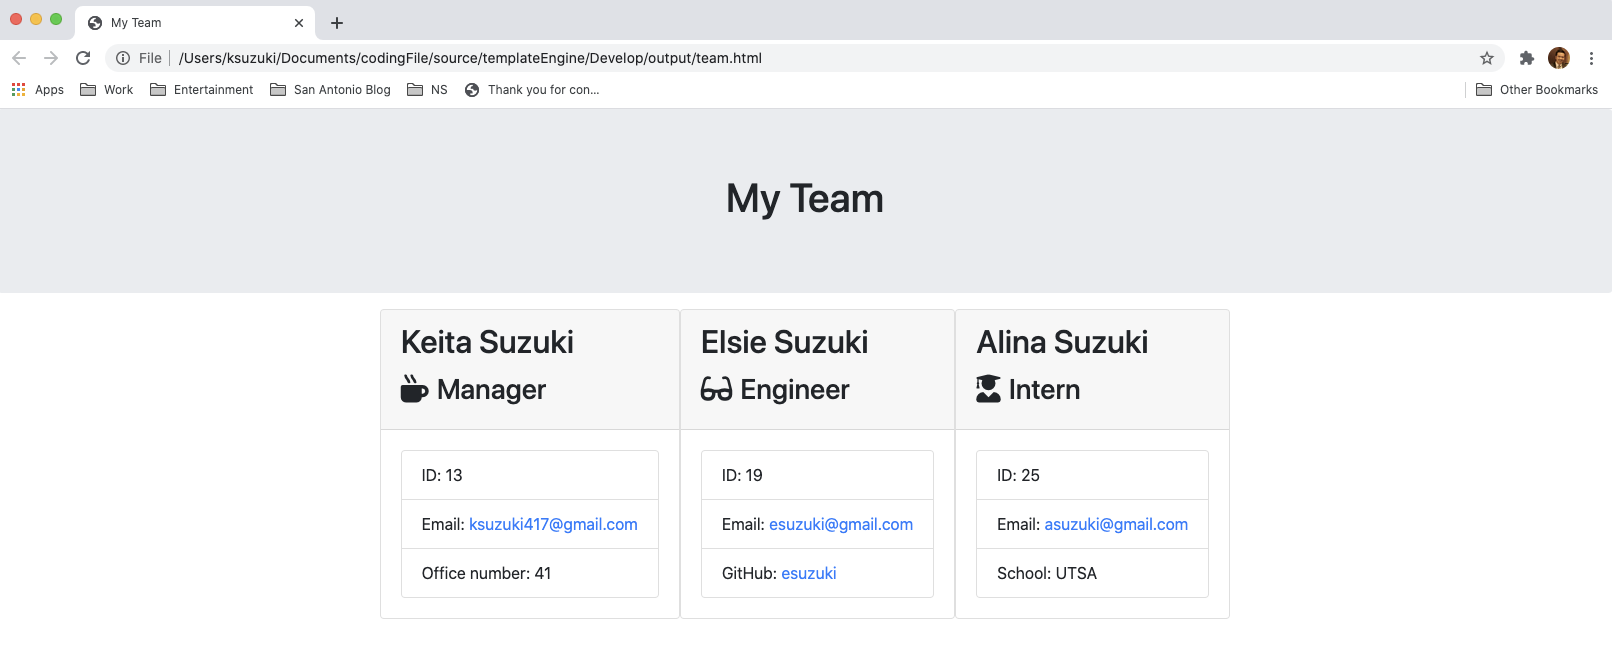 My Team
File /Users/ksuzuki/Documents/codingFile/source/templateEngine/Develop/output/team.html
Apps Work Entertainment San Antonio Blog NS Thank you for con... Other Bookmarks
My Team
Keita Suzuki
Manager
ID: 13
Email: ksuzuki417@gmail.com
Office number: 41
Elsie Suzuki
Engineer
ID: 19
Email: esuzuki@gmail.com
GitHub: esuzuki
Alina Suzuki
Intern
ID: 25
Email: asuzuki@gmail.com
School: UTSA